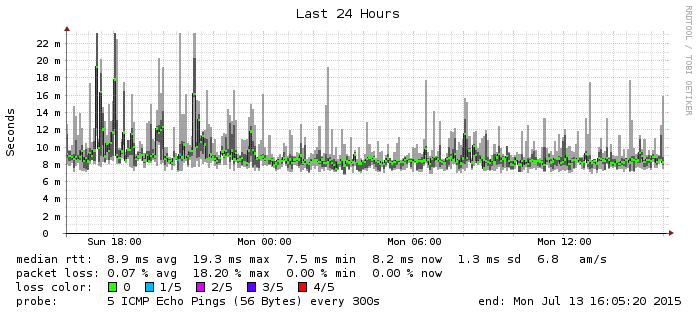 Last 24 Hours
RRDTOOL / TOBI OETIKER
Seconds
22 m
20 m
18 m
16 m
14 m
12 m
10 m
8 m
6 m
4 m
2 m
0
Sun 18:00 Mon 00:00 Mon 06:00 Mon 12:00
median rtt: 8.9 ms avg 19.3 ms max 7.5 ms min 8.2 ms now 1.3 ms sd 6.8 am/s
packet loss: 0.07 % avg 18.20 % max 0.00 % min 0.00 % now
loss color: 0 1/5 2/5 3/5 4/5
probe: 5 ICMP Echo Pings (56 Bytes) every 300s end: Mon Jul 13 16:05:20 2015